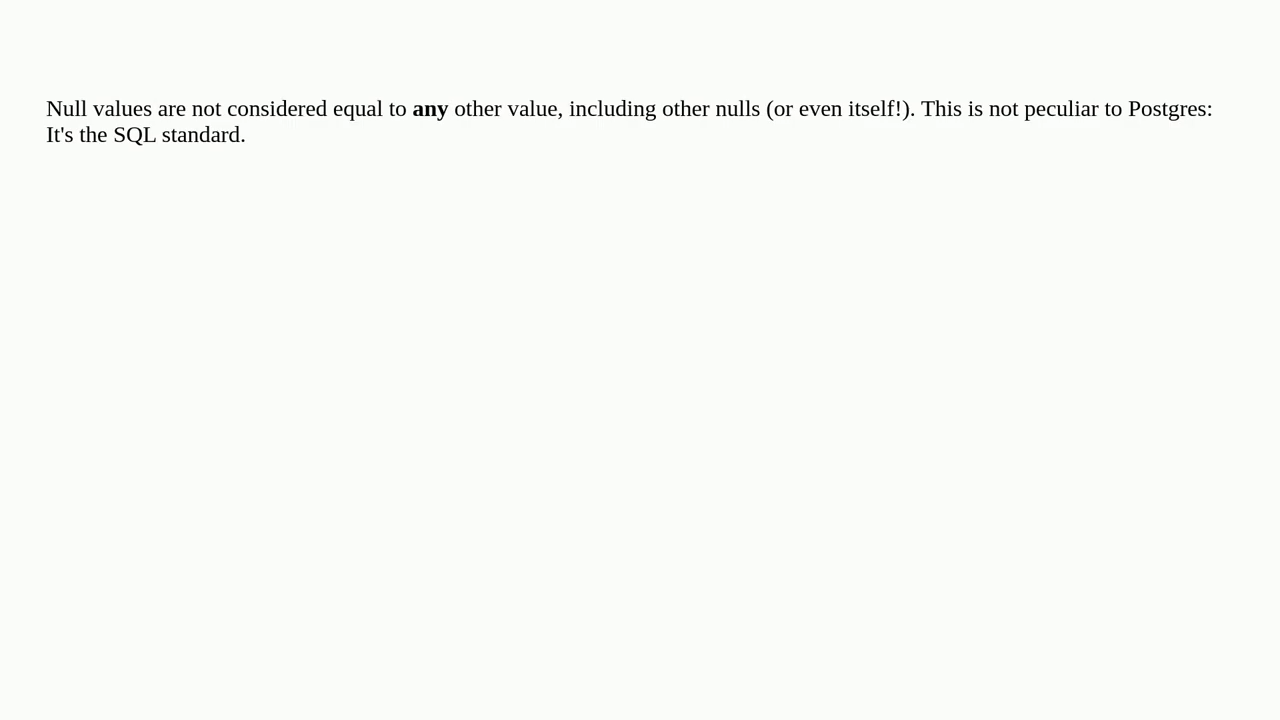 Null values are not considered equal to any other value, including other nulls (or even itself!). This is not peculiar to Postgres:
It's the SQL standard.